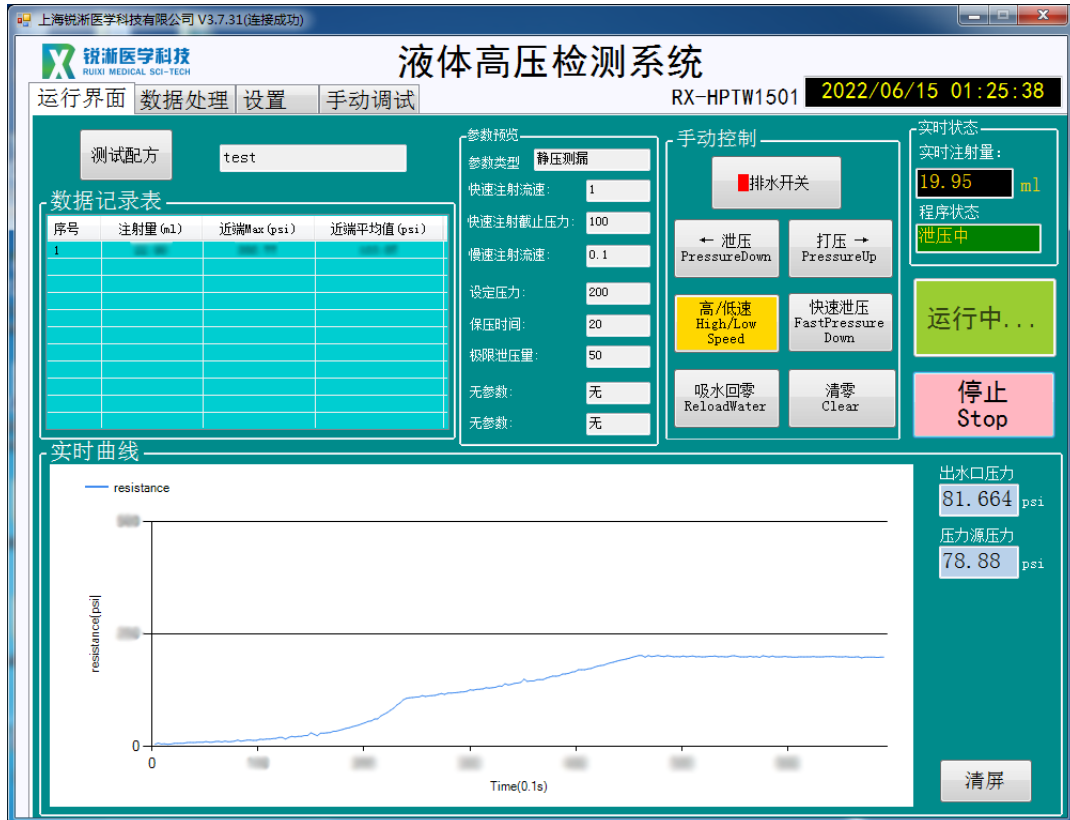 上海锐淅医学科技有限公司 V3.7.31(连接成功)
锐淅医学科技
RUIXI MEDICAL SCI-TECH
液体高压检测系统
RX-HPTW1501
2022/06/15 01:25:38
运行界面 数据处理 设置 手动调试
测试配方 test
数据记录表
序号 注射量(ml) 近端Max(psi) 近端平均值(psi)
1
参数预览
参数类型 静压测漏
快速注射流速: 1
快速注射截止压力: 100
慢速注射流速: 0.1
设定压力: 200
保压时间: 20
极限泄压量: 50
无参数: 无
无参数: 无
手动控制
排水开关
← 泄压
PressureDown
打压 →
PressureUp
高/低速
High/Low
Speed
快速泄压
FastPressure
Down
吸水回零
ReloadWater
清零
Clear
实时状态
实时注射量:
19.95 ml
程序状态
泄压中
运行中...
停止
Stop
实时曲线
resistance
resistance[psi]
0
0
Time(0.1s)
出水口压力
81.664 psi
压力源压力
78.88 psi
清屏